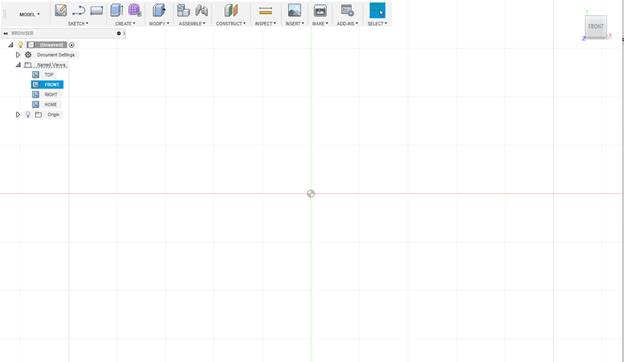 MODEL
SKETCH CREATE MODIFY ASSEMBLE CONSTRUCT INSPECT INSERT MAKE ADD-INS SELECT
BROWSER
(Unsaved)
Document Settings
Named Views
TOP
FRONT
RIGHT
HOME
Origin
Y
FRONT
Z X